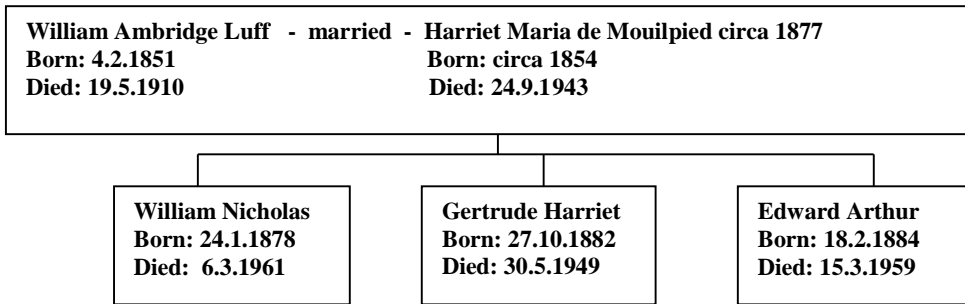 William Ambridge Luff - married - Harriet Maria de Mouilpied circa 1877
Born: 4.2.1851 Born: circa 1854
Died: 19.5.1910 Died: 24.9.1943
William Nicholas
Born: 24.1.1878
Died: 6.3.1961
Gertrude Harriet
Born: 27.10.1882
Died: 30.5.1949
Edward Arthur
Born: 18.2.1884
Died: 15.3.1959